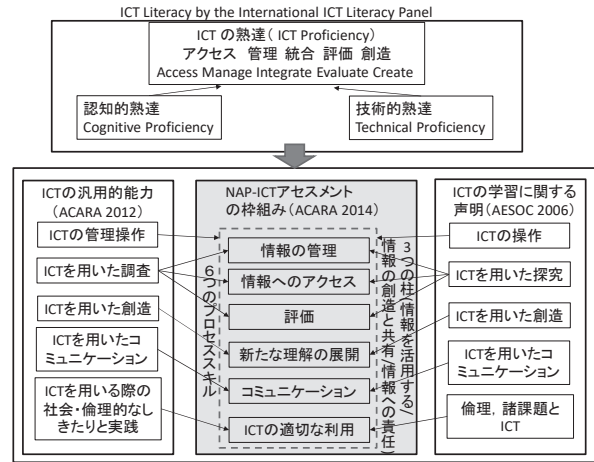 ICT Literacy by the International ICT Literacy Panel
ICT の熟達( ICT Proficiency)
アクセス 管理 統合 評価 創造
Access Manage Integrate Evaluate Create
認知的熟達
Cognitive Proficiency
技術的熟達
Technical Proficiency
ICTの汎用的能力
(ACARA 2012)
ICTの管理操作
ICTを用いた調査
ICTを用いた創造
ICTを用いたコ
ミュニケーション
ICTを用いる際の
社会・倫理的なし
きたりと実践
NAP-ICTアセスメント
の枠組み(ACARA 2014)
6つのプロセススキル
情報の管理
情報へのアクセス
評価
新たな理解の展開
コミュニケーション
ICTの適切な利用
3つの柱(情報を活用する/
情報の創造と共有/情報への責任)
ICTの学習に関する
声明(AESOC 2006)
ICTの操作
ICTを用いた探究
ICTを用いた創造
ICTを用いたコ
ミュニケーション
倫理, 諸課題と
ICT